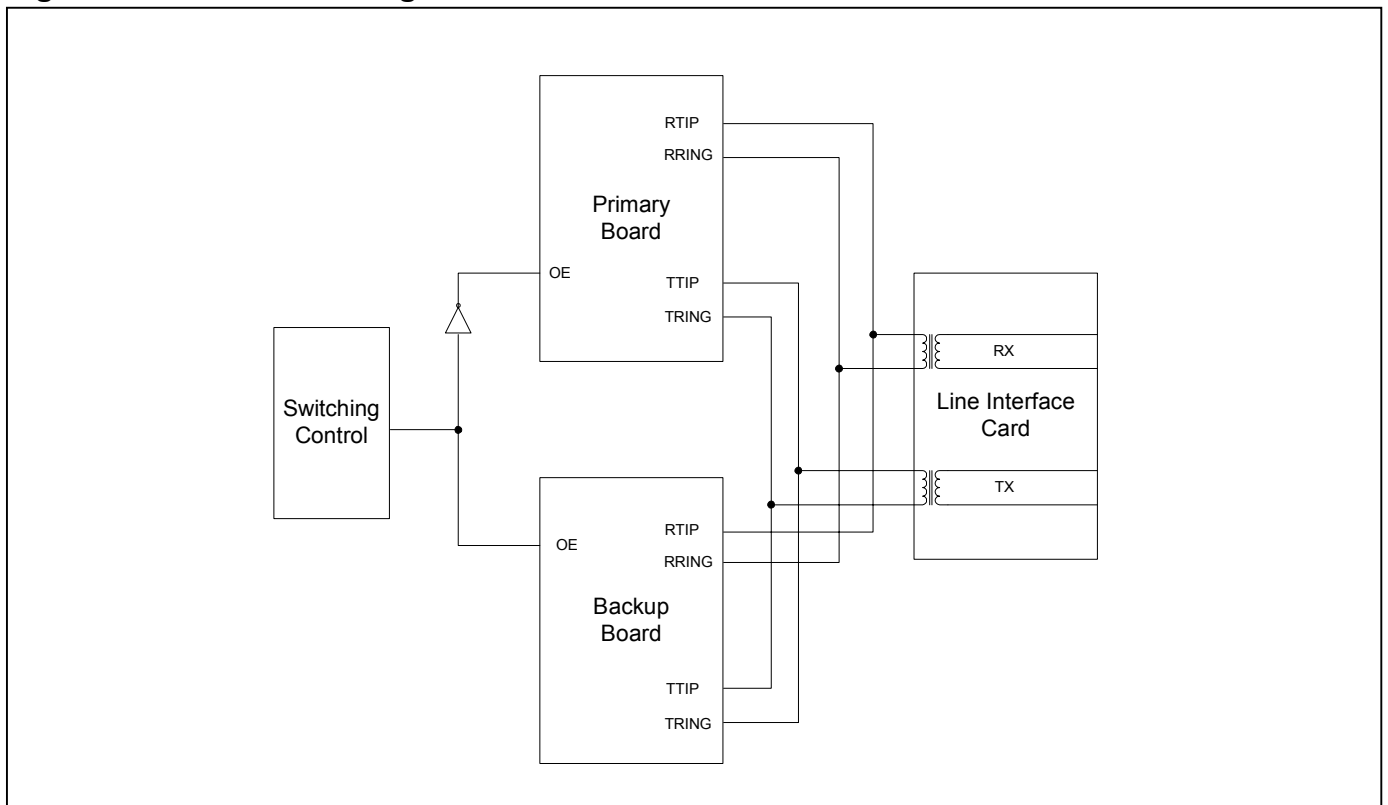 RTIP
RRING
Primary
Board
OE
TTIP
TRING
Switching
Control
RX
Line Interface
Card
TX
RTIP
OE
RRING
Backup
Board
TTIP
TRING